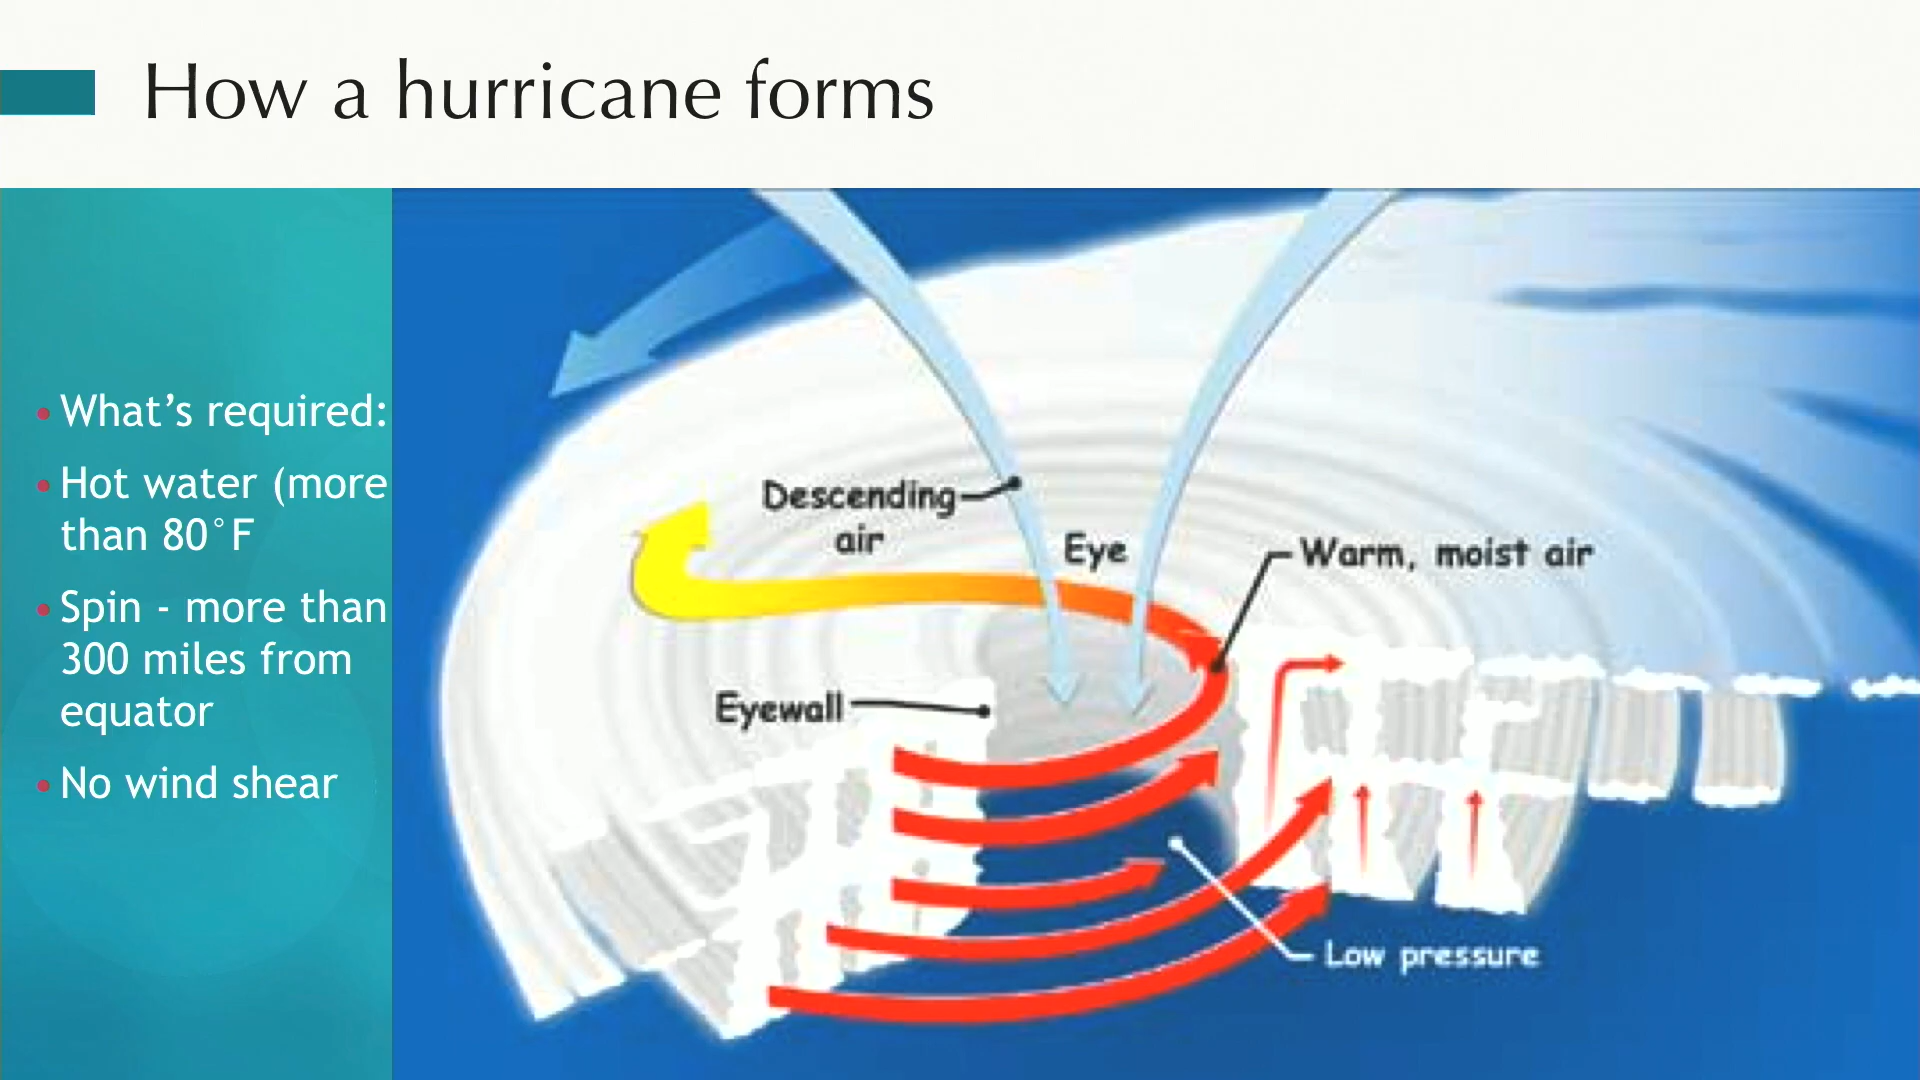 How a hurricane forms
• What’s required:
• Hot water (more
than 80°F
• Spin - more than
300 miles from
equator
• No wind shear
Descending
air
Eye
Warm, moist air
Eyewall
Low pressure